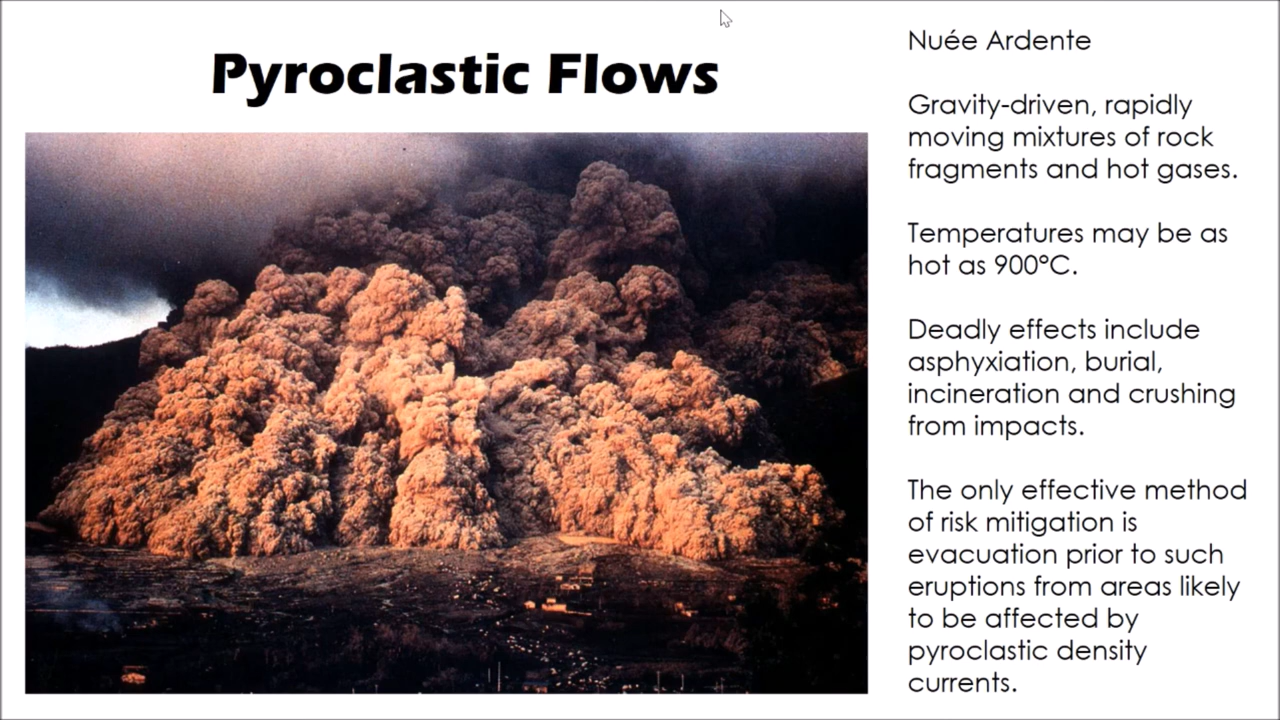 Pyroclastic Flows
Nuée Ardente
Gravity-driven, rapidly
moving mixtures of rock
fragments and hot gases.
Temperatures may be as
hot as 900°C.
Deadly effects include
asphyxiation, burial,
incineration and crushing
from impacts.
The only effective method
of risk mitigation is
evacuation prior to such
eruptions from areas likely
to be affected by
pyroclastic density
currents.